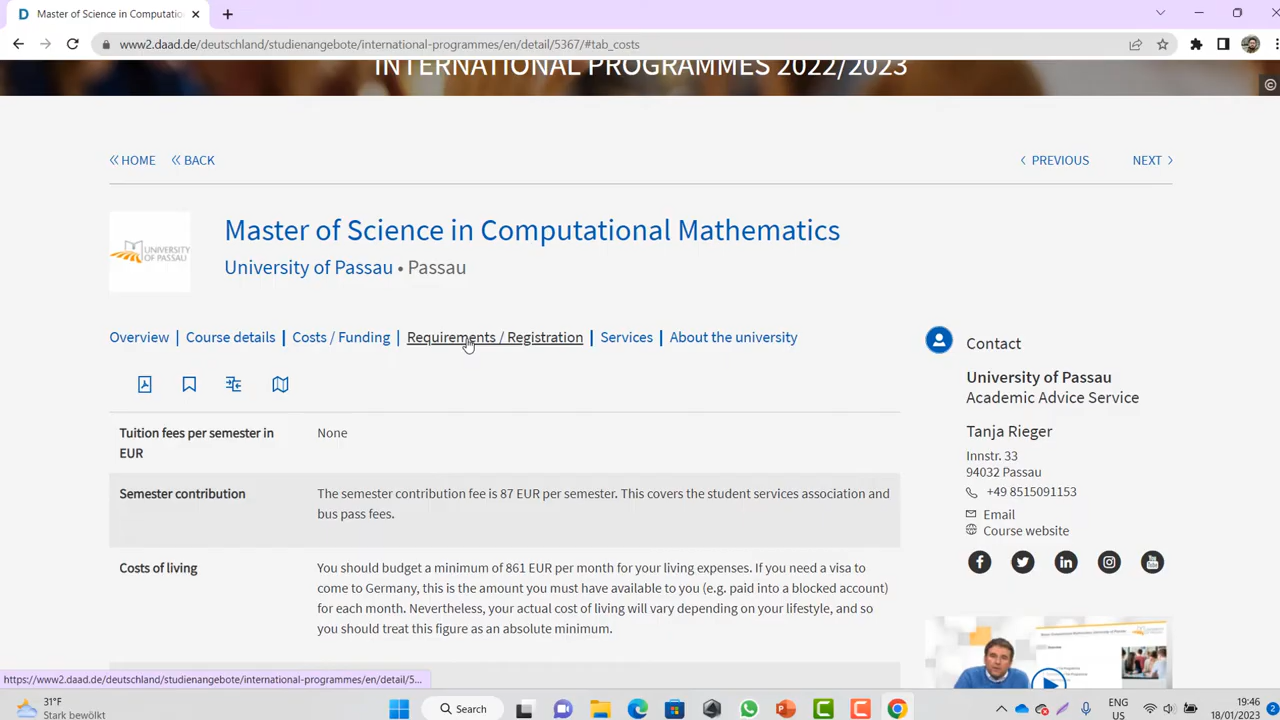 Master of Science in Computatio
www2.daad.de/deutschland/studienangebote/international-programmes/en/detail/5367/#tab_costs
INTERNATIONAL PROGRAMMES 2022/2023
HOME
BACK
PREVIOUS
NEXT
UNIVERSITY
OF PASSAU
Master of Science in Computational Mathematics
University of Passau • Passau
Overview | Course details | Costs / Funding | Requirements / Registration | Services | About the university
Tuition fees per semester in
EUR
None
Semester contribution
The semester contribution fee is 87 EUR per semester. This covers the student services association and
bus pass fees.
Costs of living
You should budget a minimum of 861 EUR per month for your living expenses. If you need a visa to
come to Germany, this is the amount you must have available to you (e.g. paid into a blocked account)
for each month. Nevertheless, your actual cost of living will vary depending on your lifestyle, and so
you should treat this figure as an absolute minimum.
Contact
University of Passau
Academic Advice Service
Tanja Rieger
Innstr. 33
94032 Passau
+49 8515091153
Email
Course website
https://www2.daad.de/deutschland/studienangebote/international-programmes/en/detail/5...
31°F
Stark bewölkt
Search
ENG
US
19:46
18/01/2023
2